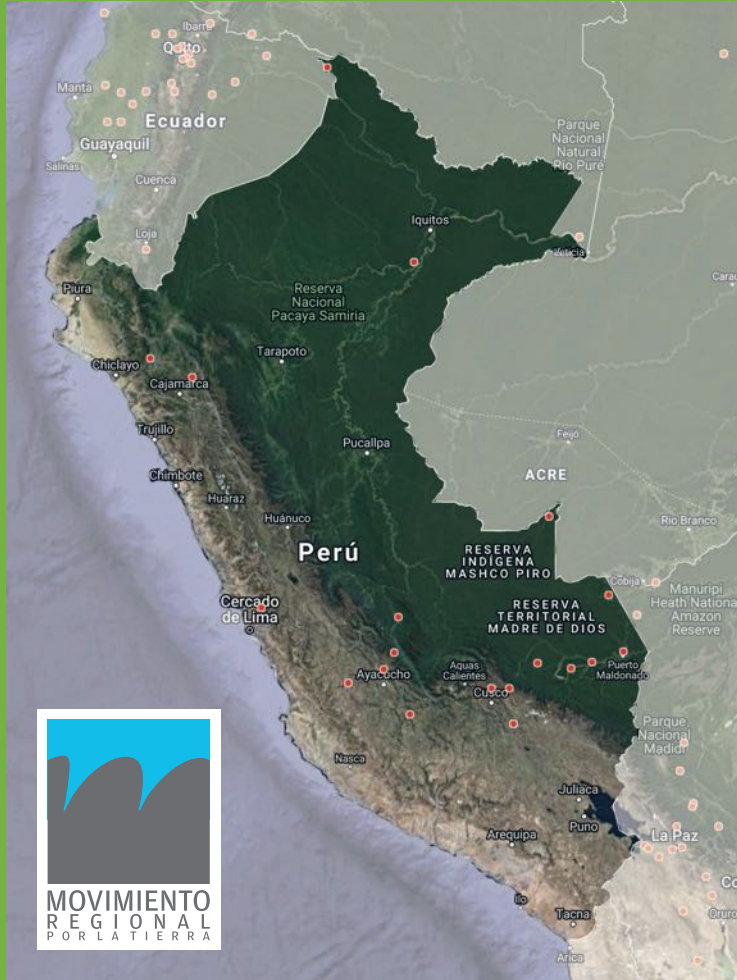 Ibarra
Quito
Manta
Ecuador
Guayaquil
Salinas
Cuenca
Loja
Parque
Nacional
Natural
Río Puré
Iquitos
Leticia
Piura
Reserva
Nacional
Pacaya Samiria
Carau
Tarapoto
Chiclayo
Cajamarca
Trujillo
Pucallpa
Feijó
ACRE
Chimbote
Huaraz
Huánuco
Rio Branco
Perú
RESERVA
INDÍGENA
MASHCO PIRO
Cobija
Manuripi
Heath Nationa
Amazon
Reserve
Cercado
de Lima
RESERVA
TERRITORIAL
MADRE DE DIOS
Ayacucho
Aguas
Calientes
Cusco
Puerto
Maldonado
Parque
Nacional
Madidi
Nasca
Juliaca
Puno
La Paz
Arequipa
Co
Ilo
Tacna
Oruro
Arica
MOVIMIENTO
REGIONAL
POR LA TIERRA